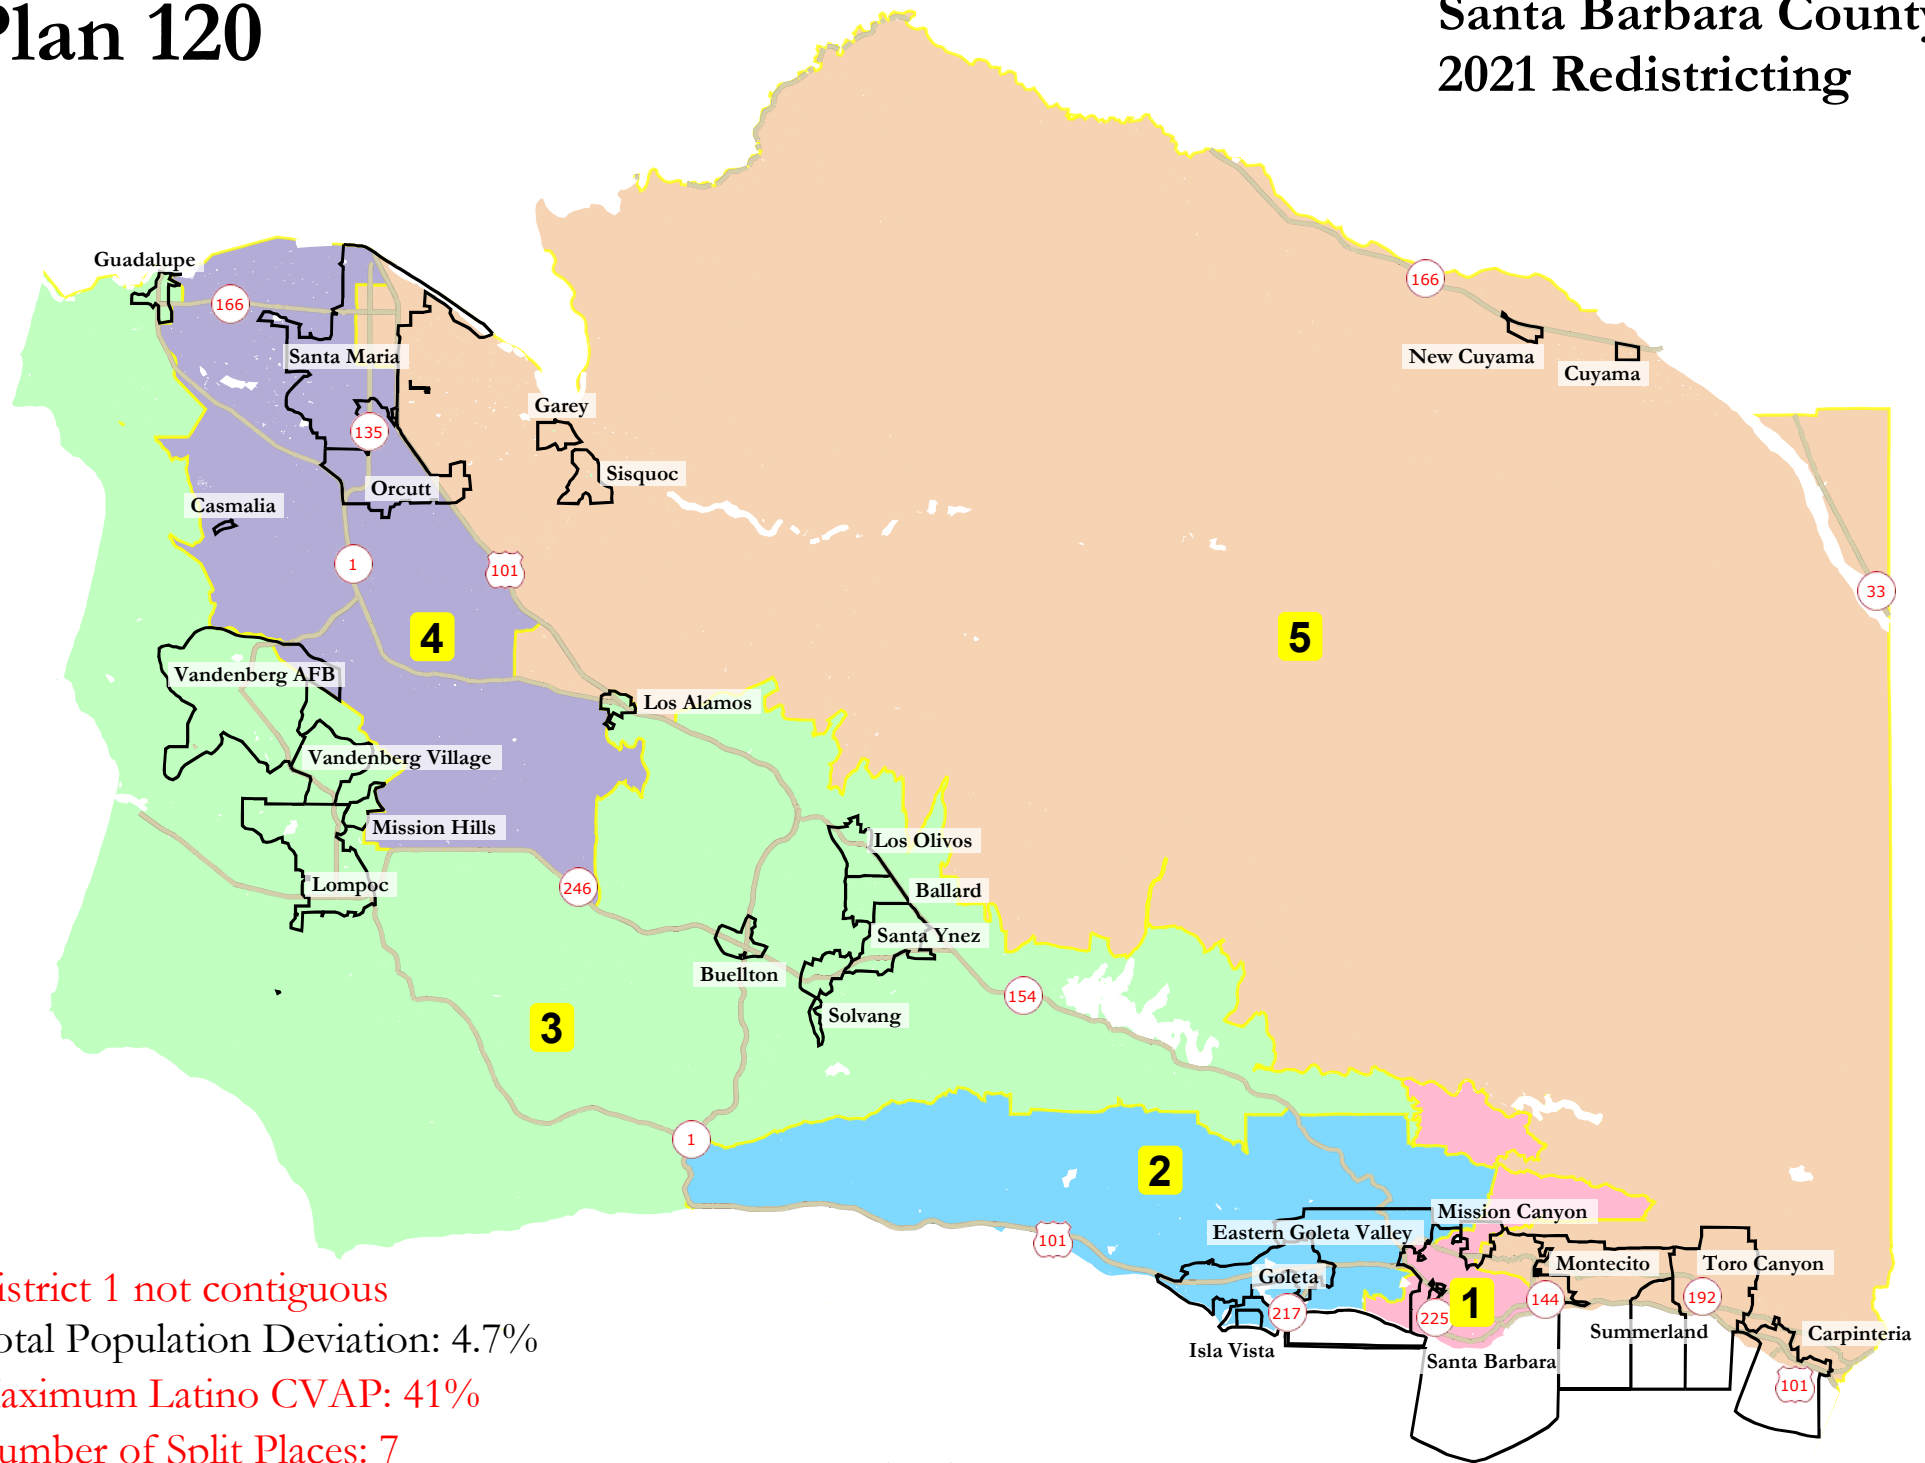 Plan 120
Santa Barbara County
2021 Redistricting
Guadalupe
166
Santa Maria
135
Orcutt
Casmalia
Garey
Sisquoc
166
New Cuyama
Cuyama
33
1
101
4
5
Vandenberg AFB
Los Alamos
Vandenberg Village
Mission Hills
Lompoc
246
Los Olivos
Ballard
Santa Ynez
Buellton
Solvang
154
3
1
2
101
Mission Canyon
Eastern Goleta Valley
Goleta
217
Isla Vista
1
225
144
Montecito
Toro Canyon
192
Summerland
Santa Barbara
Carpinteria
101
istrict 1 not contiguous
otal Population Deviation: 4.7%
aximum Latino CVAP: 41%
umber of Split Places: 7